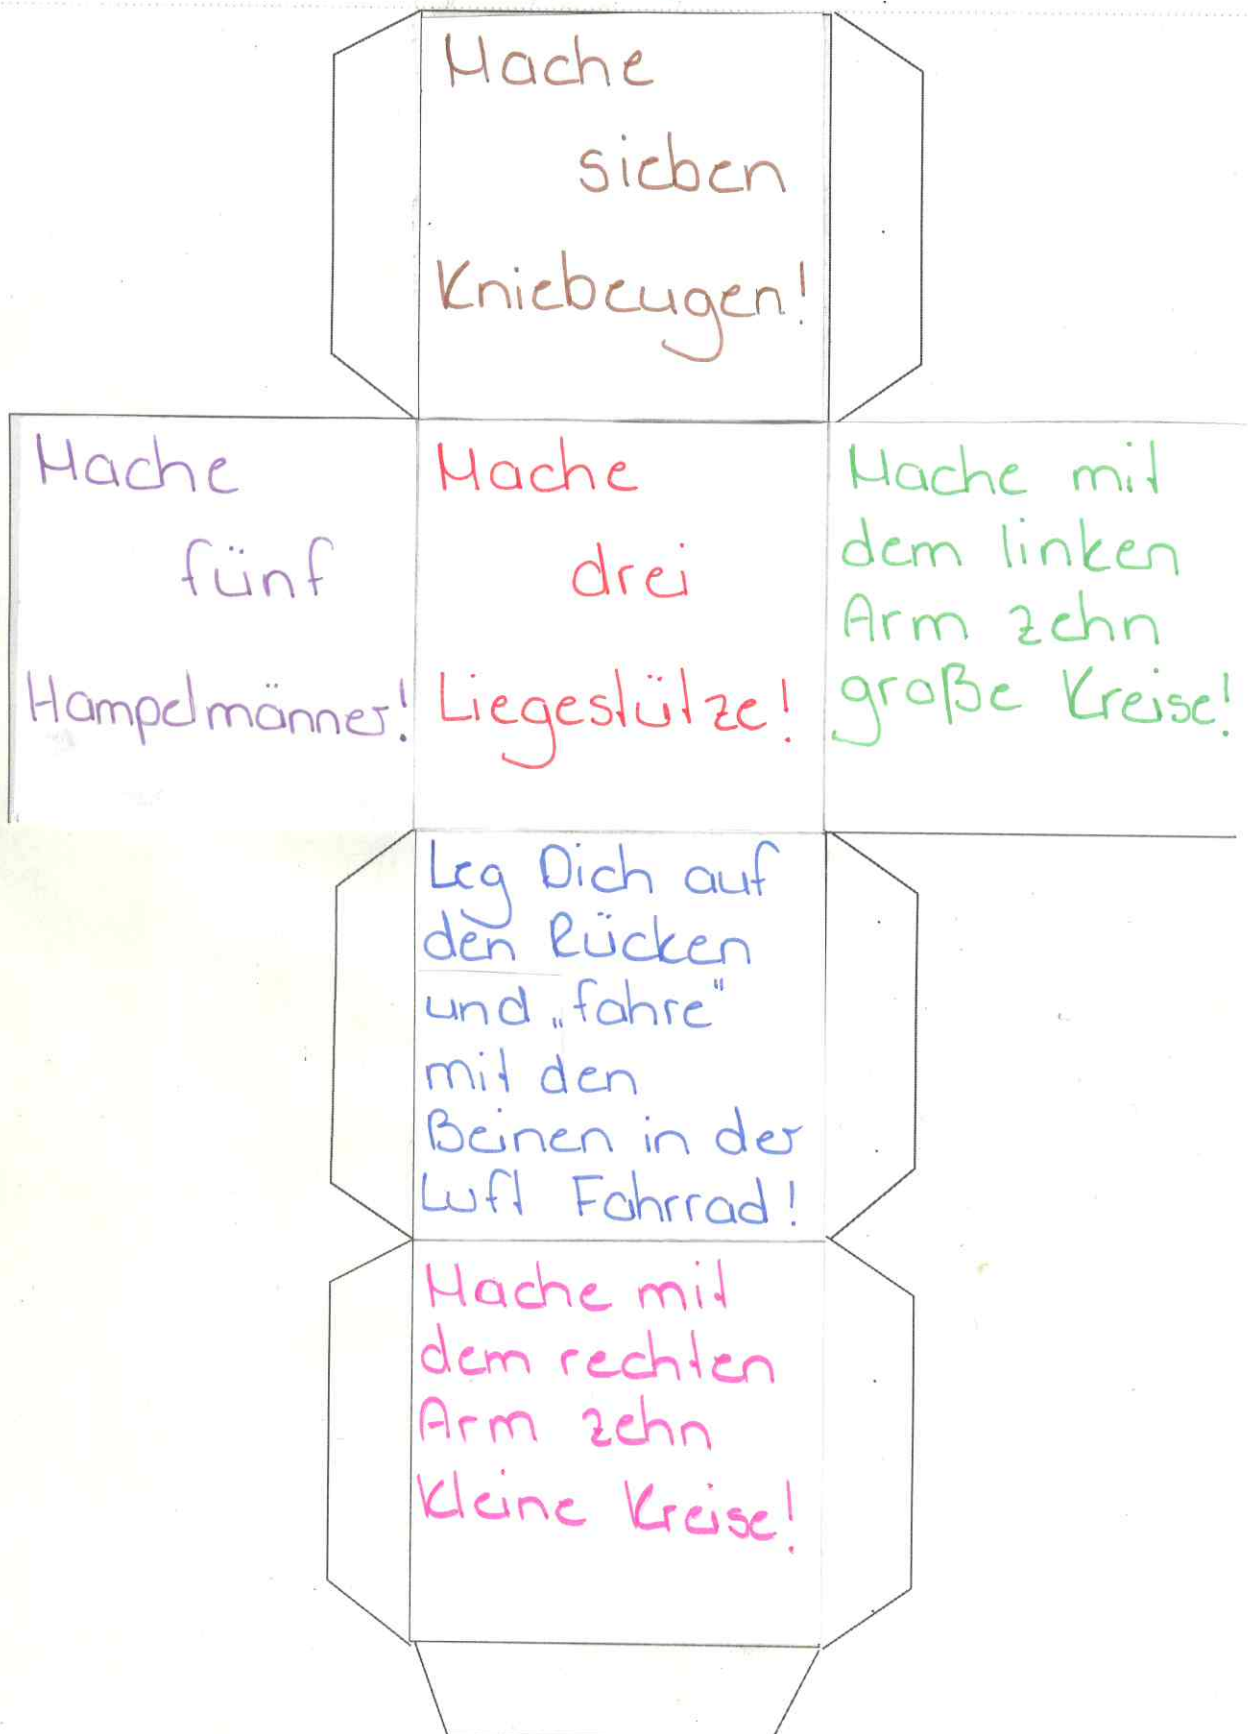 Mache
sieben
Kniebeugen!
Mache
fünf
Hampelmänner!
Mache
drei
Liegestütze!
Mache mit
dem linken
Arm zehn
große Kreise!
Leg Dich auf
den Rücken
und „fahre“
mit den
Beinen in der
Luft Fahrrad!
Mache mit
dem rechten
Arm zehn
kleine Kreise!